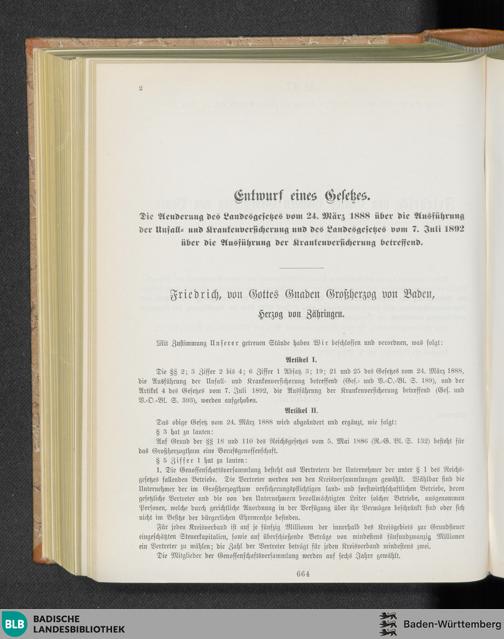 2
Entwurf eines Gesetzes.
Die Aenderung des Landesgesetzes vom 24. März 1888 über die Ausführung
der Unfall- und Krankenversicherung und des Landesgesetzes vom 7. Juli 1892
über die Ausführung der Krankenversicherung betreffend.
Friedrich, von Gottes Gnaden Großherzog von Baden,
Herzog von Zähringen.
Mit Zustimmung Unserer getreuen Stände haben Wir beschlossen und verordnen, was folgt:
Artikel I.
Die §§ 2; 3 Ziffer 2 bis 4; 6 Ziffer 1 Absatz 3; 19; 21 und 25 des Gesetzes vom 24. März 1888,
die Ausführung der Unfall- und Krankenversicherung betreffend (Ges.- und V.-O.-Bl. S. 189), und der
Artikel 4 des Gesetzes vom 7. Juli 1892, die Ausführung der Krankenversicherung betreffend (Ges. und
V.-O.-Bl. S. 393), werden aufgehoben.
Artikel II.
Das obige Gesetz vom 24. März 1888 wird abgeändert und ergänzt, wie folgt:
§ 3 hat zu lauten:
Auf Grund der §§ 18 und 110 des Reichsgesetzes vom 5. Mai 1886 (R.-G. Bl. S. 132) besteht für
das Großherzogthum eine Berufsgenossenschaft.
§ 5 Ziffer 1 hat zu lauten:
1. Die Genossenschaftsversammlung besteht aus Vertretern der Unternehmer der unter § 1 des Reichs-
gesetzes fallenden Betriebe. Die Vertreter werden von den Kreisversammlungen gewählt. Wählbar sind die
Unternehmer der im Großherzogthum versicherungspflichtigen land- und forstwirthschaftlichen Betriebe, deren
gesetzliche Vertreter und die von den Unternehmern bevollmächtigten Leiter solcher Betriebe, ausgenommen
Personen, welche durch gerichtliche Anordnung in der Verfügung über ihr Vermögen beschränkt sind oder sich
nicht im Besitze der bürgerlichen Ehrenrechte befinden.
Für jeden Kreisverband ist auf je fünfzig Millionen der innerhalb des Kreisgebiets zur Grundsteuer
eingeschätzten Steuerkapitalien, sowie auf überschießende Beträge von mindestens fünfundzwanzig Millionen
ein Vertreter zu wählen; die Zahl der Vertreter beträgt für jeden Kreisverband mindestens zwei.
Die Mitglieder der Genossenschaftsversammlung werden auf sechs Jahre gewählt.
664
BLB BADISCHE
LANDESBIBLIOTHEK
Baden-Württemberg